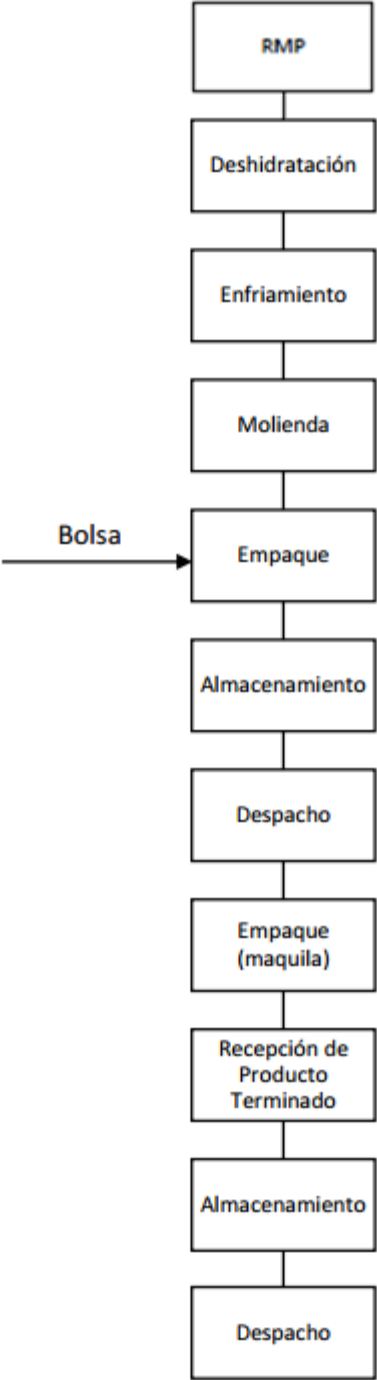 RMP
Deshidratación
Enfriamiento
Molienda
Bolsa
Empaque
Almacenamiento
Despacho
Empaque
(maquila)
Recepción de
Producto
Terminado
Almacenamiento
Despacho